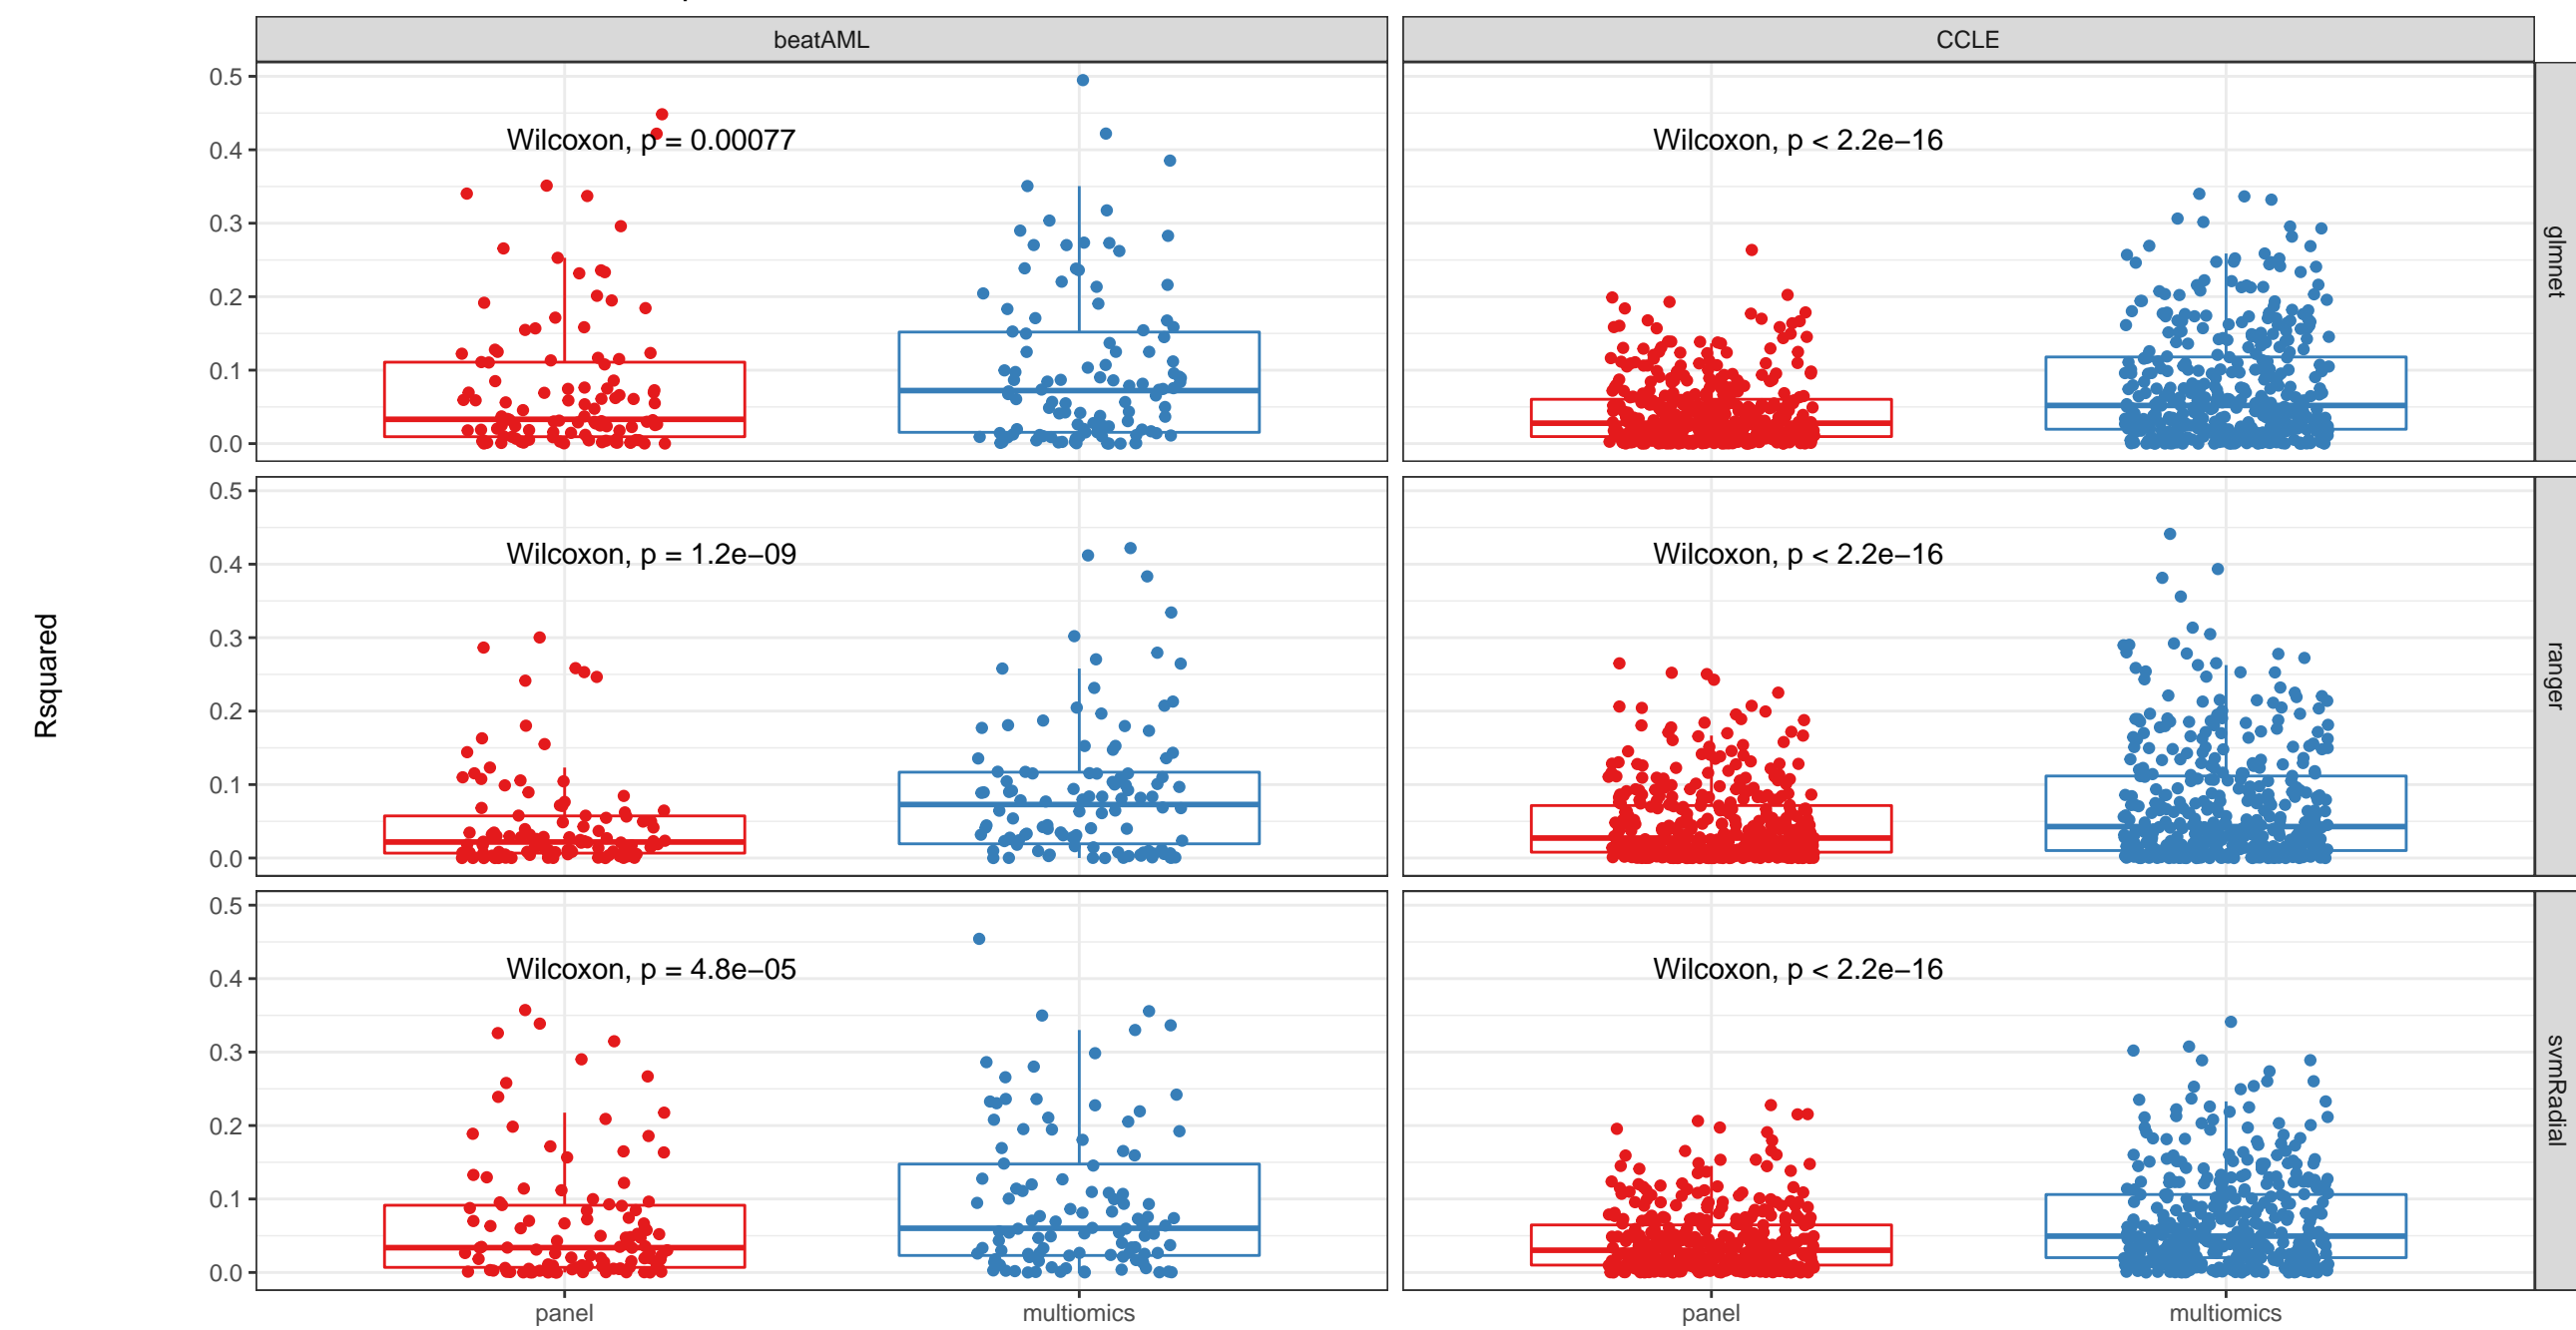 beatAML
CCLE
0.5
0.4
0.3
0.2
0.1
0.0
Wilcoxon, p = 0.00077
Wilcoxon, p < 2.2e−16
glmnet
0.5
0.4
0.3
0.2
0.1
0.0
Wilcoxon, p = 1.2e−09
Wilcoxon, p < 2.2e−16
ranger
Rsquared
0.5
0.4
0.3
0.2
0.1
0.0
Wilcoxon, p = 4.8e−05
Wilcoxon, p < 2.2e−16
svmRadial
panel
multiomics
panel
multiomics